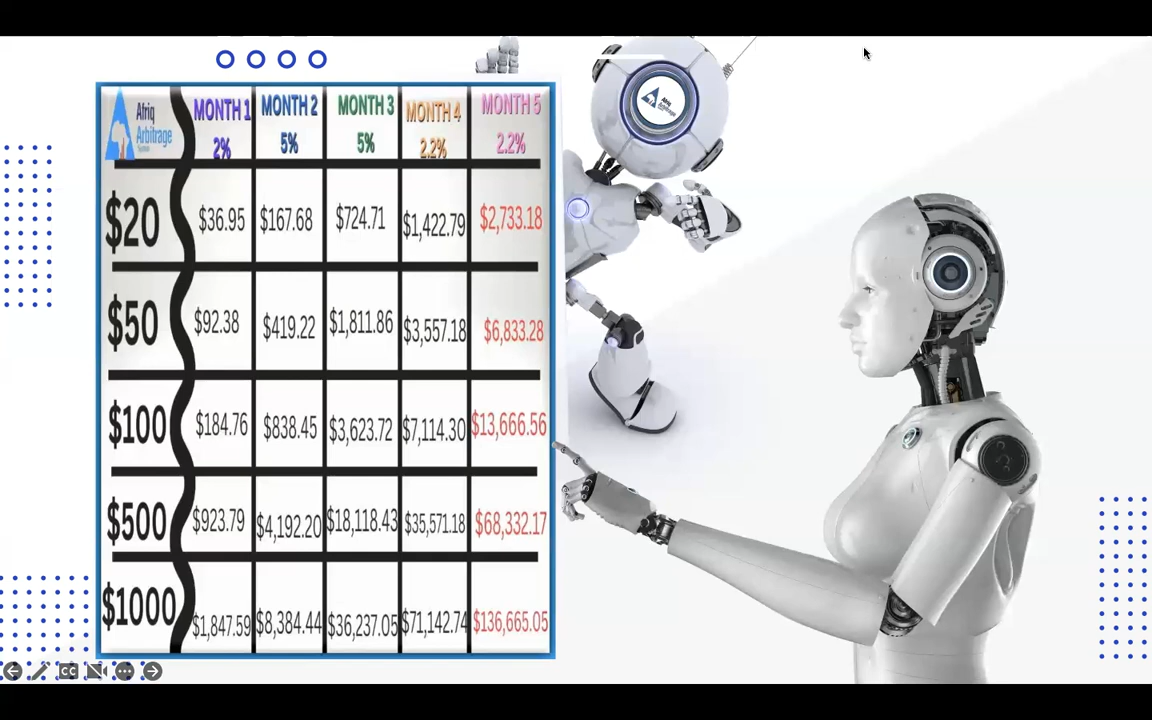 Afriq
Arbitrage
MONTH 1 MONTH 2 MONTH 3 MONTH 4 MONTH 5
2% 5% 5% 2.2% 2.2%
$20 $36.95 $167.68 $724.71 $1,422.79 $2,733.18
$50 $92.38 $419.22 $1,811.86 $3,557.18 $6,833.28
$100 $184.76 $838.45 $3,623.72 $7,114.30 $13,666.56
$500 $923.79 $4,192.20 $18,118.43 $35,571.18 $68,332.17
$1000 $1,847.59 $8,384.44 $36,237.05 $71,142.74 $136,665.05
Afriq
Arbitrage
CC